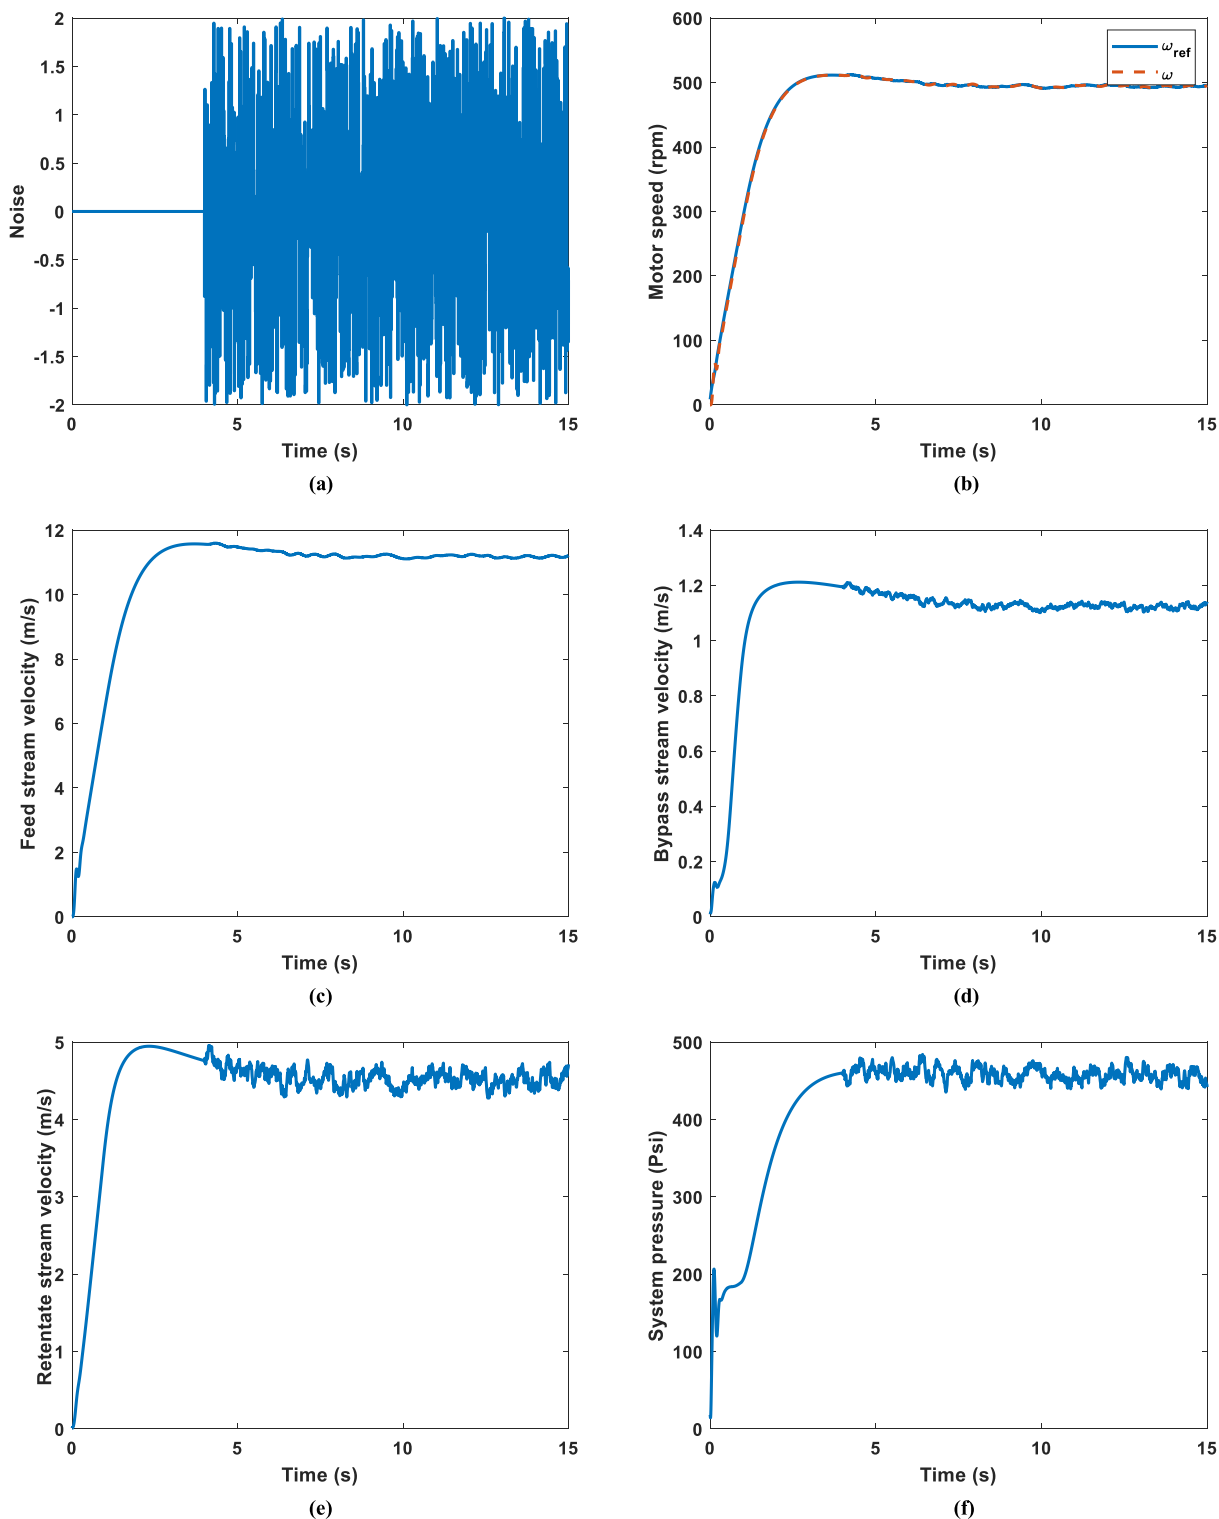 2
1.5
1
0.5
0
-0.5
-1
-1.5
-2
Noise
0 5 10 15
Time (s)
(a)
600
500
400
300
200
100
0
Motor speed (rpm)
ω_ref
ω
0 5 10 15
Time (s)
(b)
12
10
8
6
4
2
0
Feed stream velocity (m/s)
0 5 10 15
Time (s)
(c)
1.4
1.2
1
0.8
0.6
0.4
0.2
0
Bypass stream velocity (m/s)
0 5 10 15
Time (s)
(d)
5
4
3
2
1
0
Retentate stream velocity (m/s)
0 5 10 15
Time (s)
(e)
500
400
300
200
100
0
System pressure (Psi)
0 5 10 15
Time (s)
(f)